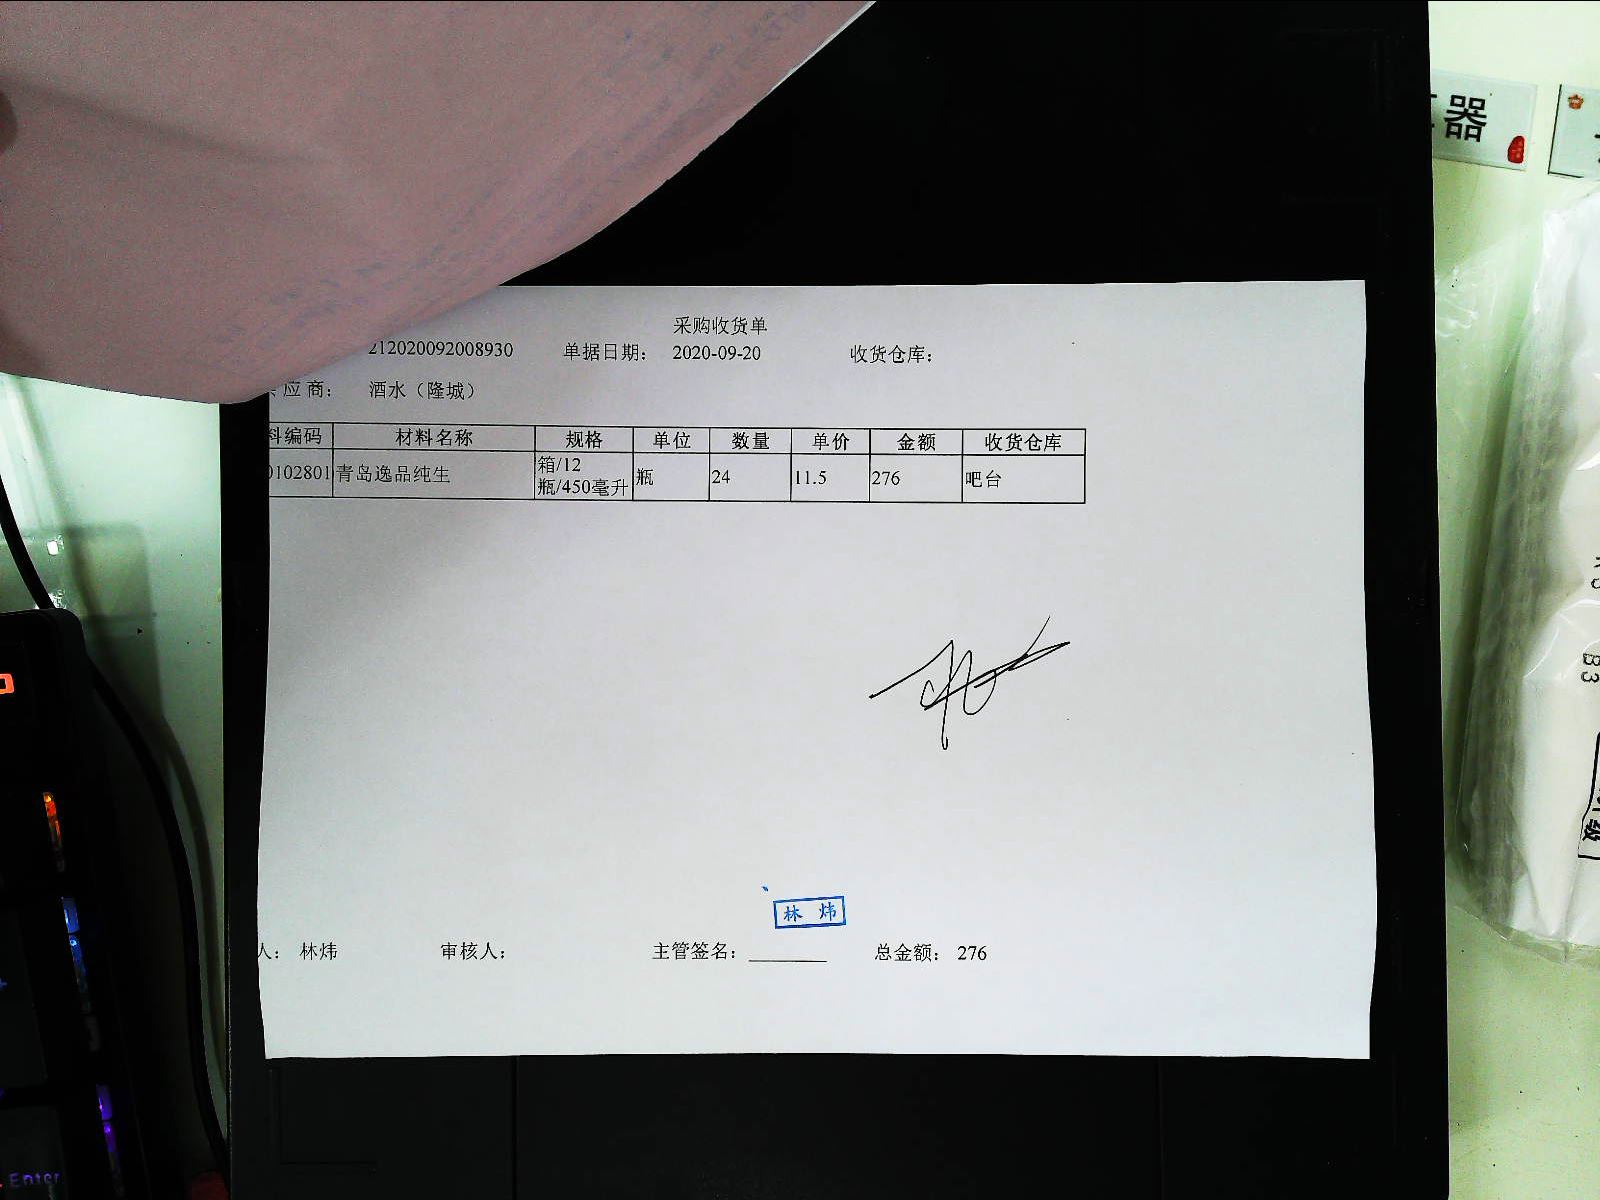 器
采购收货单
212020092008930 单据日期： 2020-09-20 收货仓库：
应商： 酒水（隆城）
料编码 材料名称 规格 单位 数量 单价 金额 收货仓库
0102801 青岛逸品纯生 箱/12瓶/450毫升 瓶 24 11.5 276 吧台
林炜
人： 林炜 审核人： 主管签名： 总金额： 276
B3
Enter